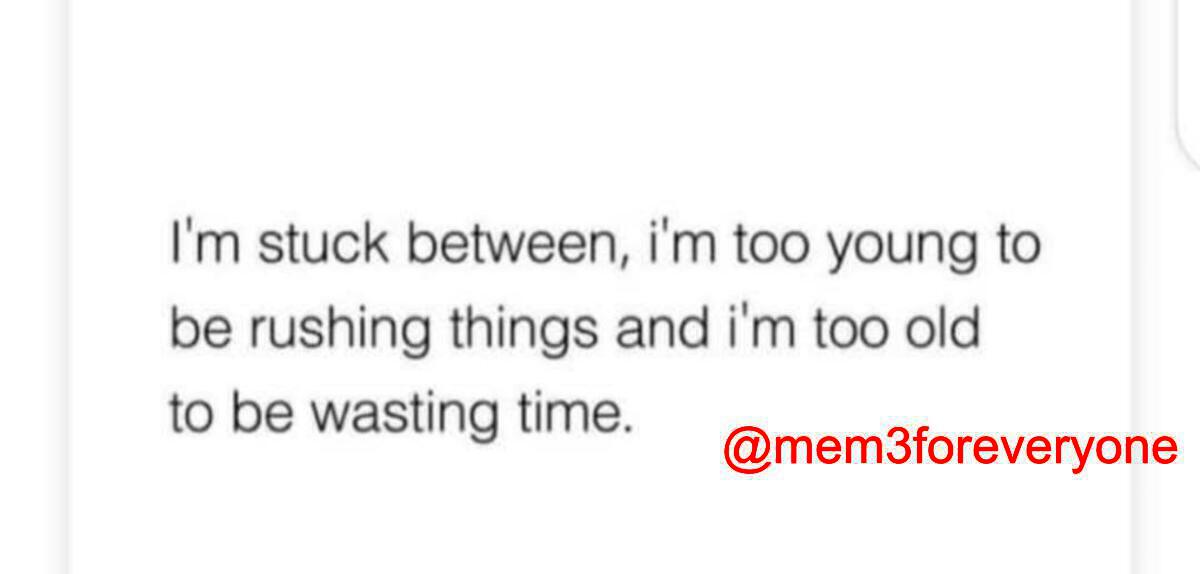 I'm stuck between, i'm too young to
be rushing things and i'm too old
to be wasting time.
@mem3foreveryone